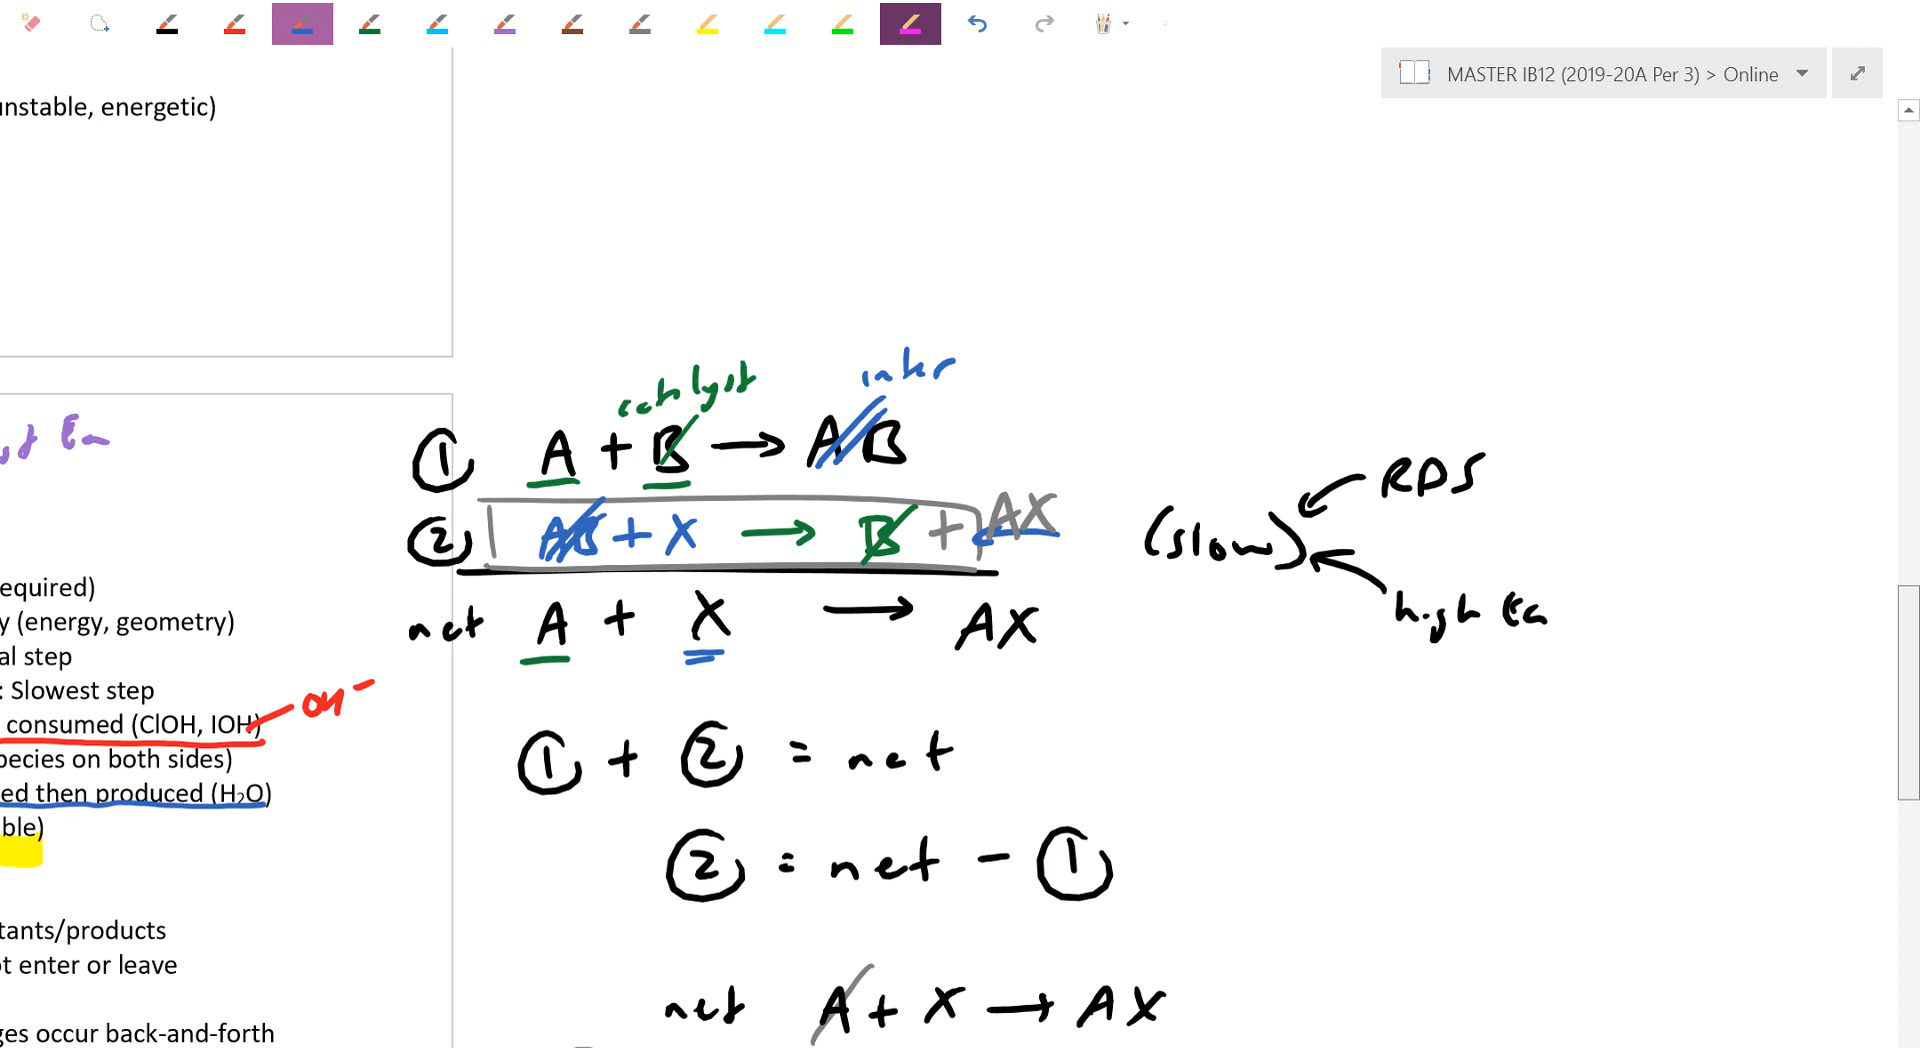 MASTER IB12 (2019-20A Per 3) > Online
nstable, energetic)
catalyst
inter
① A + B → AB
Ea
RDS
② AB + X → B + AX
(slow)
equired)
high Ea
net A + X → AX
y (energy, geometry)
al step
: Slowest step
OH⁻
consumed (ClOH, IOH)
① + ② = net
pecies on both sides)
ed then produced (H₂O)
ble)
② = net - ①
tants/products
t enter or leave
net A + X → AX
ges occur back-and-forth